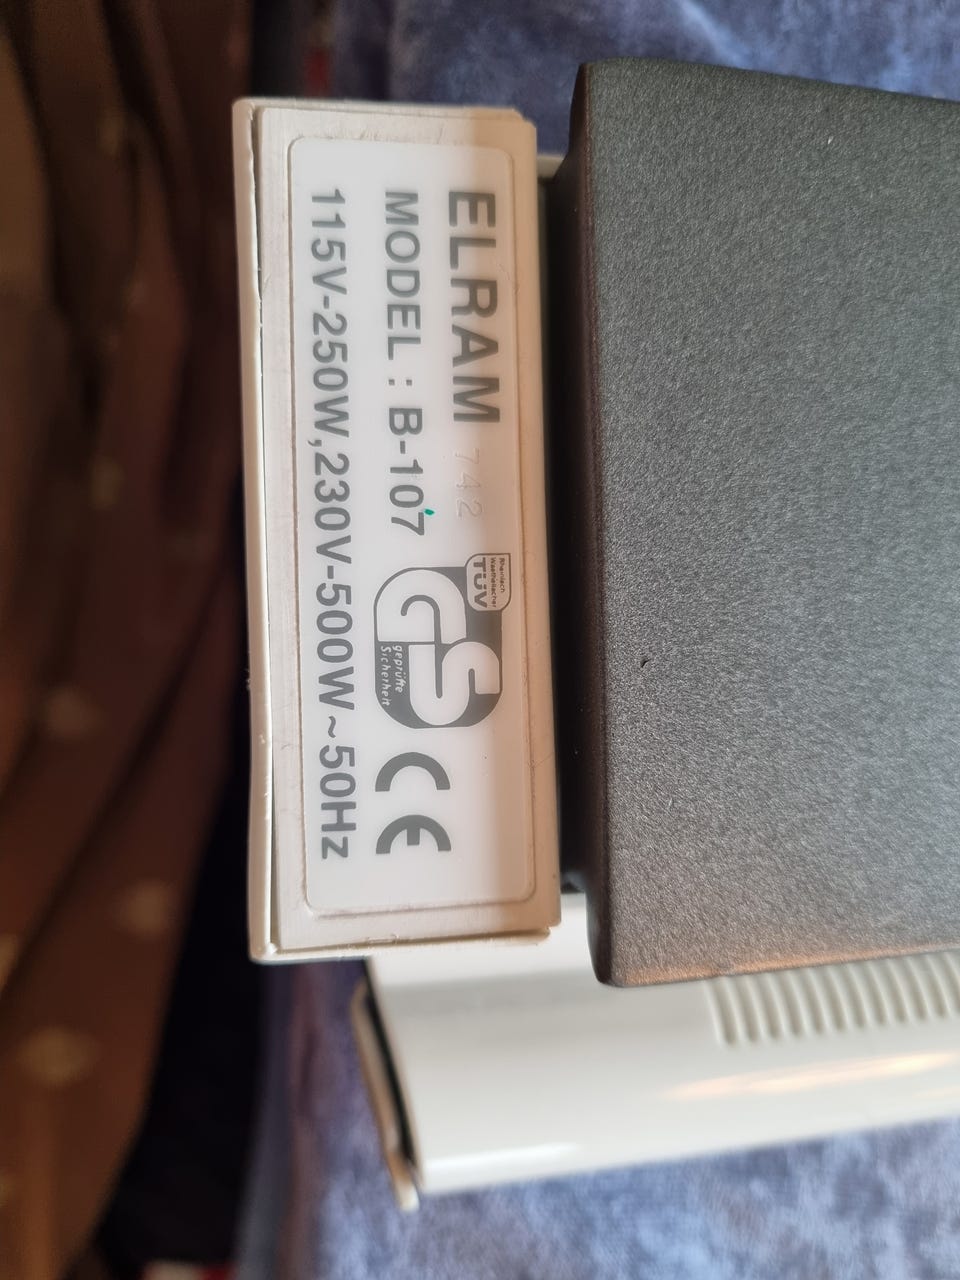 ELRAM 742
MODEL : B-107
115V-250W,230V-500W~50Hz
TÜV
GS
geprüfte
Sicherheit
CE